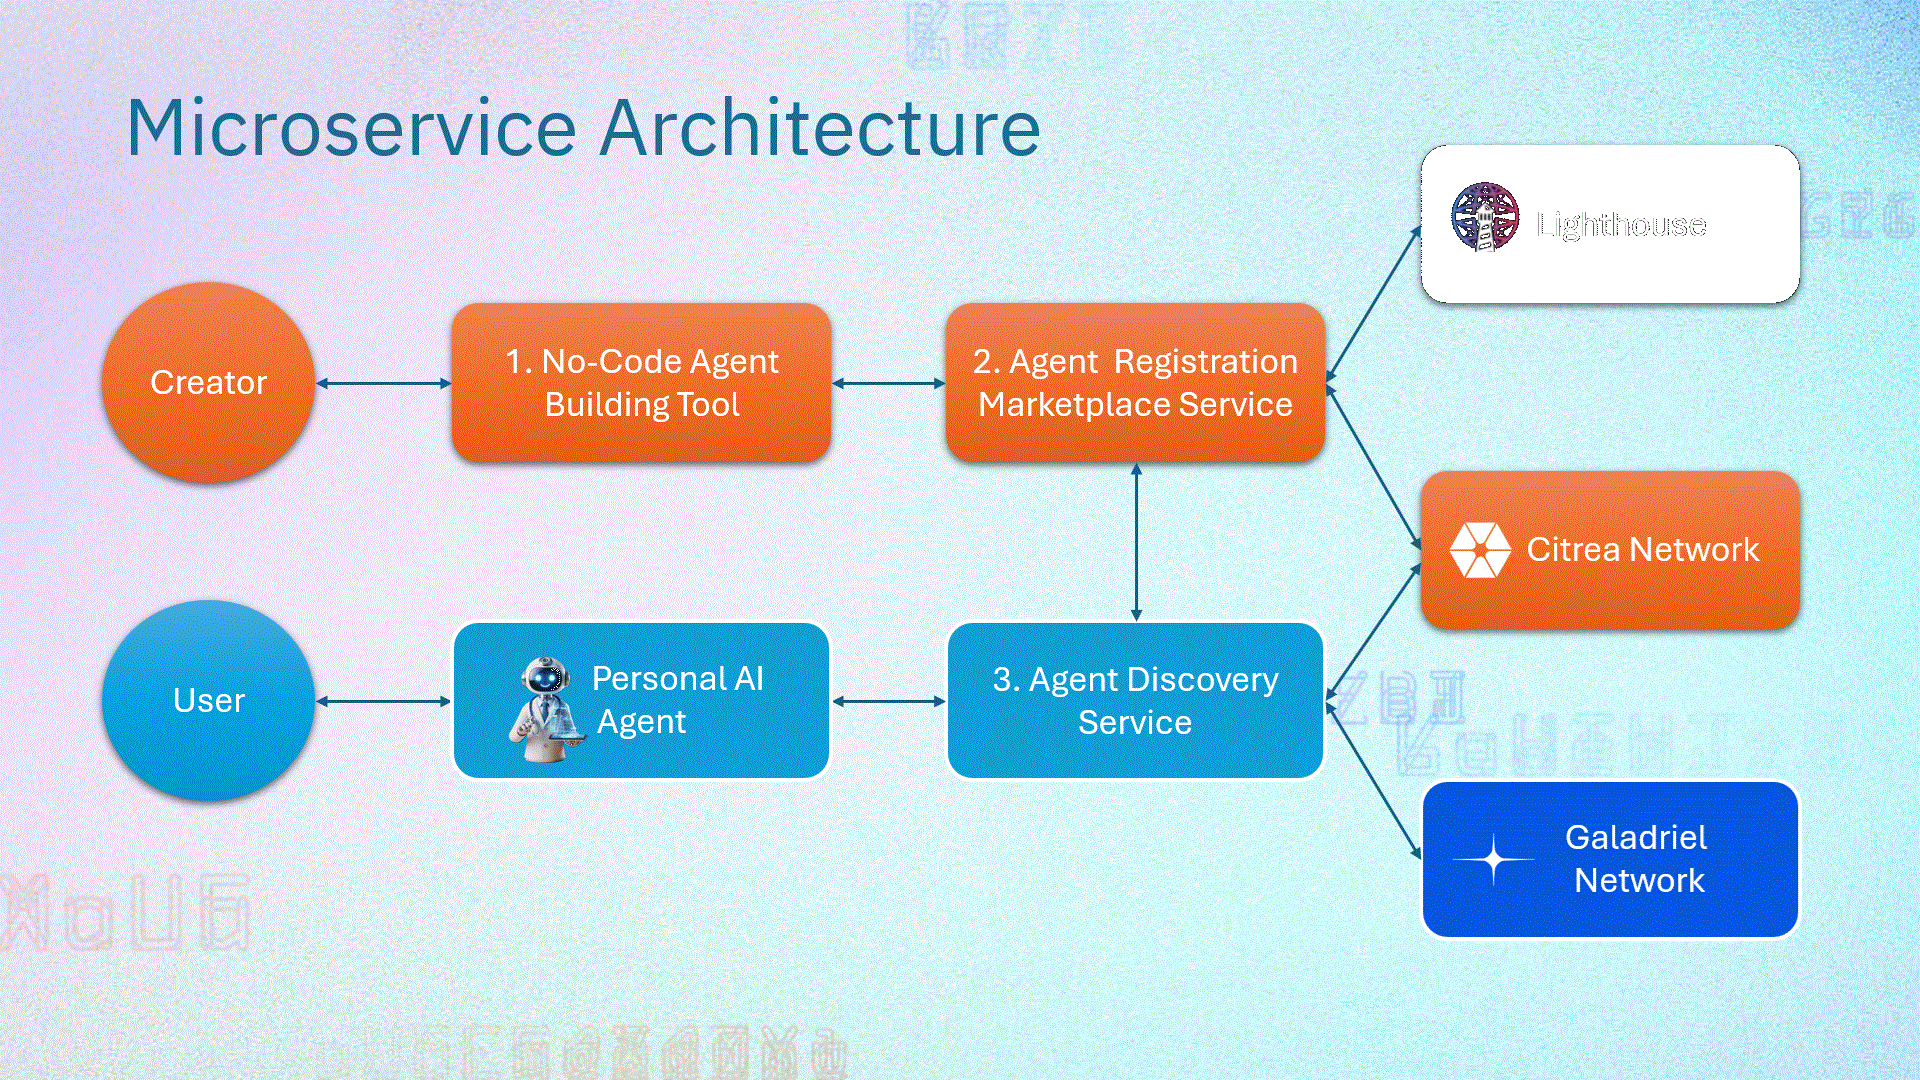 Microservice Architecture
Lighthouse
Creator
1. No-Code Agent
Building Tool
2. Agent  Registration
Marketplace Service
Citrea Network
User
Personal AI
Agent
3. Agent Discovery
Service
Galadriel
Network